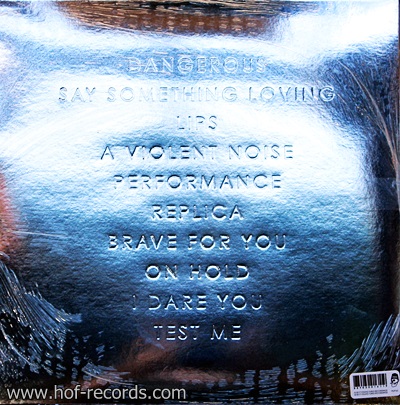 DANGEROUS
SAY SOMETHING LOVING
LIPS
A VIOLENT NOISE
PERFORMANCE
REPLICA
BRAVE FOR YOU
ON HOLD
I DARE YOU
TEST ME
www.hof-records.com